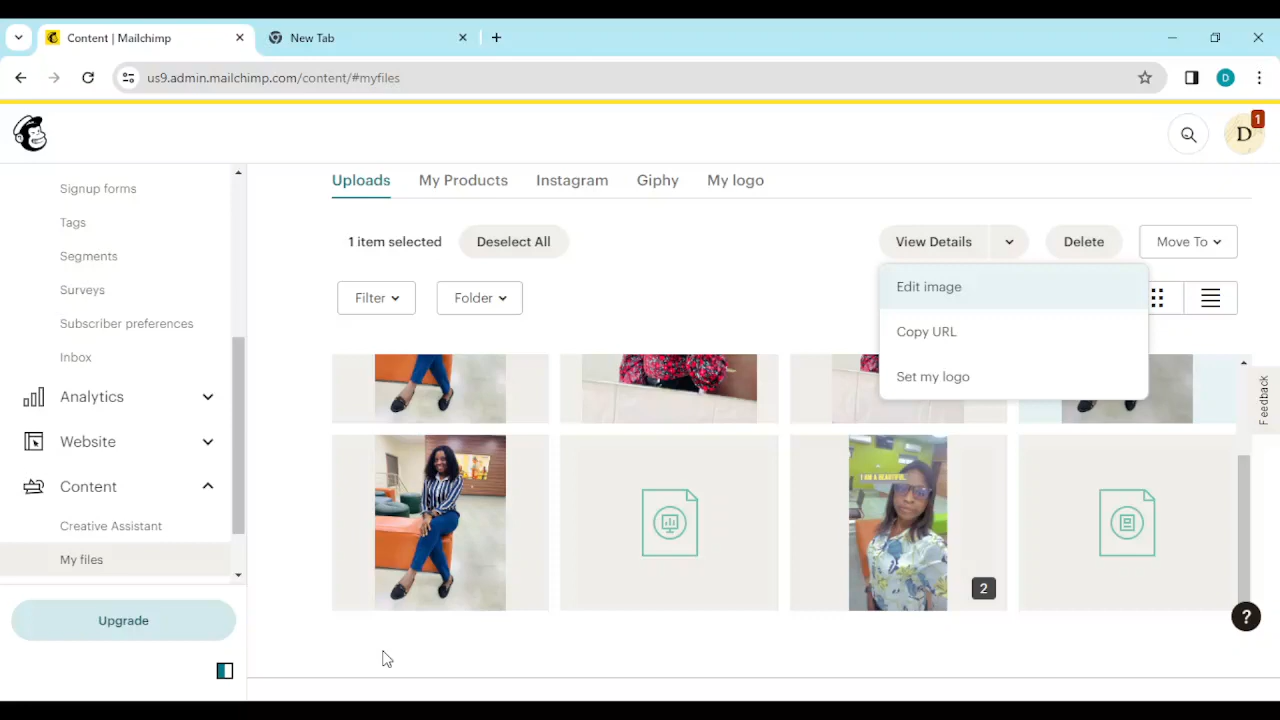 Content | Mailchimp
New Tab
us9.admin.mailchimp.com/content/#myfiles
D
D
1
Signup forms
Tags
Segments
Surveys
Subscriber preferences
Inbox
Analytics
Website
Content
Creative Assistant
My files
Upgrade
Uploads My Products Instagram Giphy My logo
1 item selected
Deselect All
View Details
Delete
Move To
Filter
Folder
Edit image
Copy URL
Set my logo
I AM A BEAUTIFUL...
2
Feedback
?